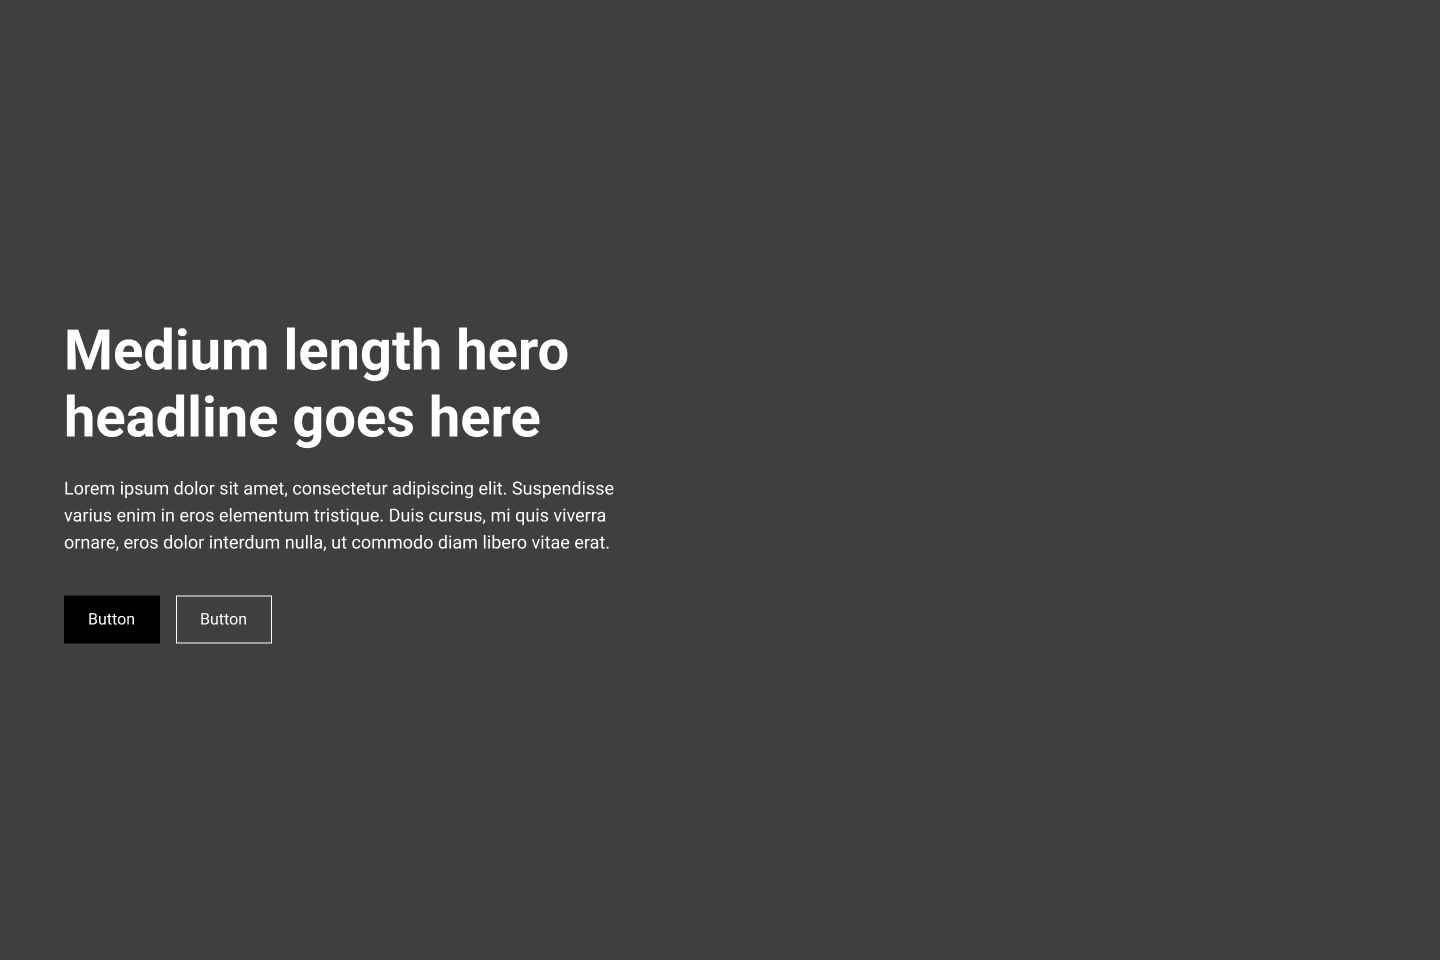 Medium length hero
headline goes here
Lorem ipsum dolor sit amet, consectetur adipiscing elit. Suspendisse
varius enim in eros elementum tristique. Duis cursus, mi quis viverra
ornare, eros dolor interdum nulla, ut commodo diam libero vitae erat.
Button Button